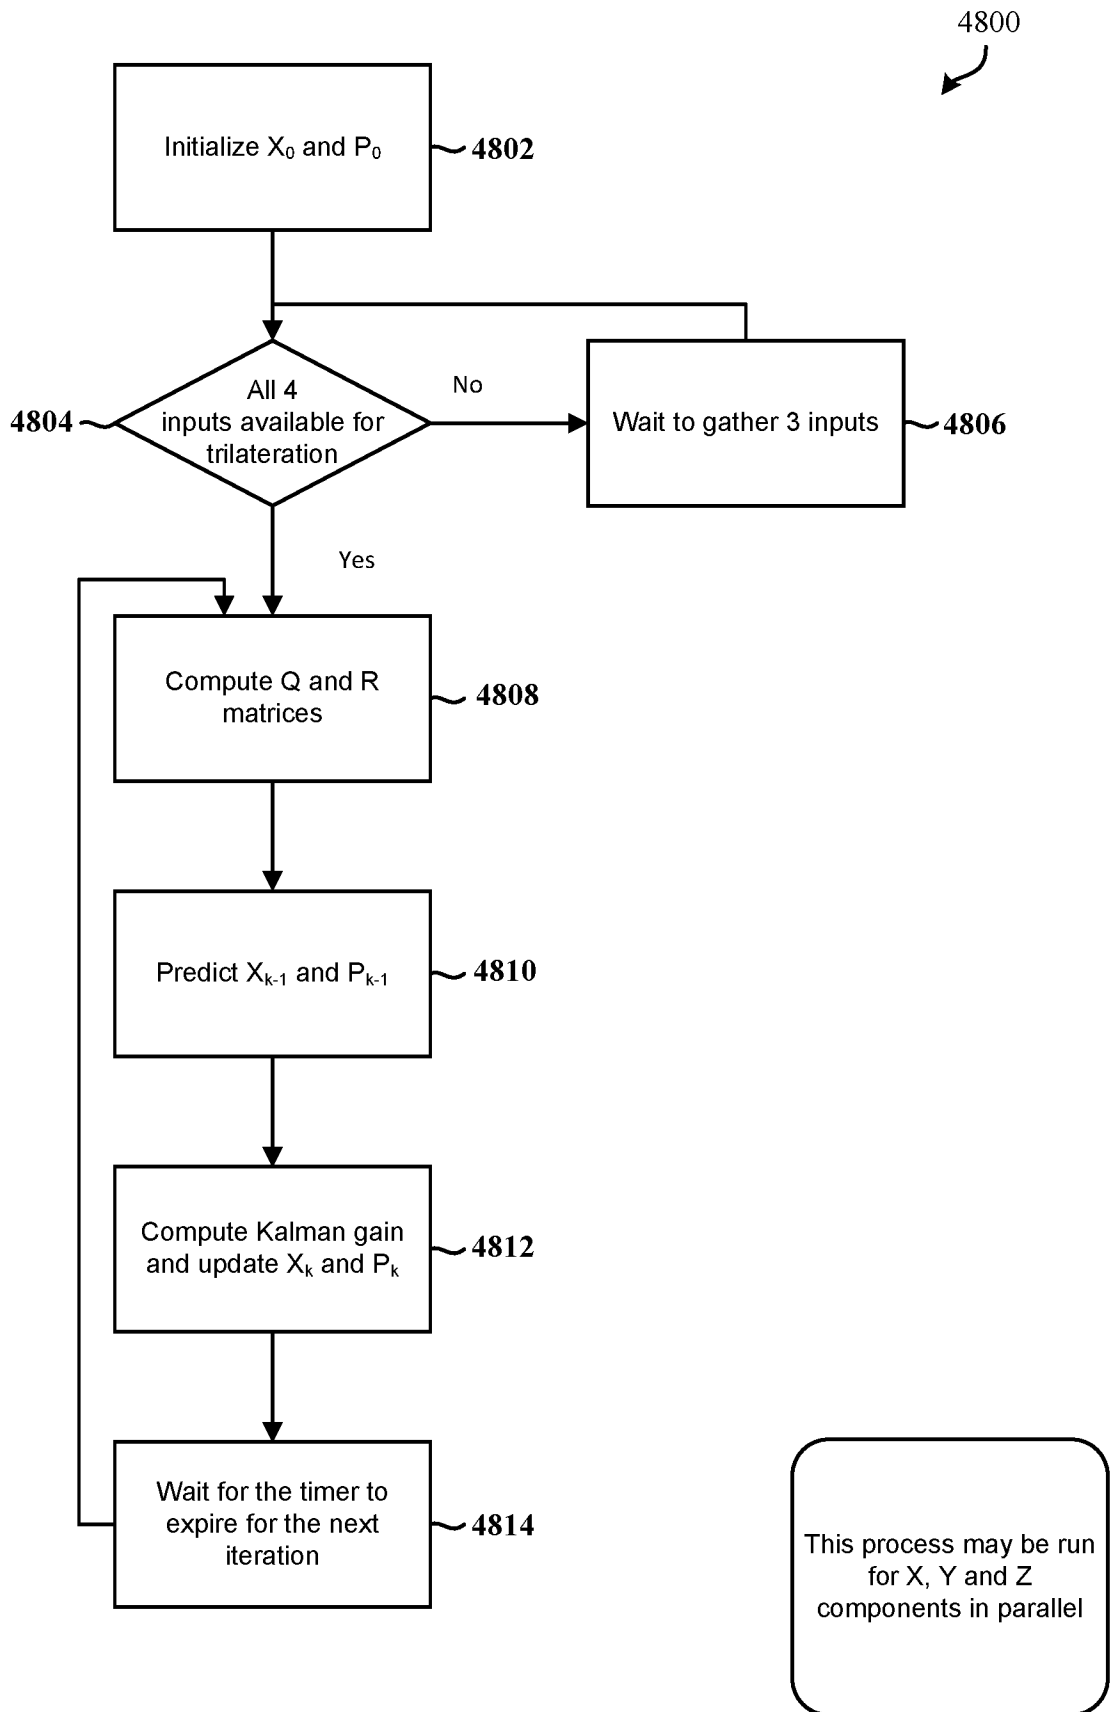 4800
Initialize X₀ and P₀
4802
All 4
inputs available for
trilateration
4804
No
Wait to gather 3 inputs
4806
Yes
Compute Q and R
matrices
4808
Predict Xₖ₋₁ and Pₖ₋₁
4810
Compute Kalman gain
and update Xₖ and Pₖ
4812
Wait for the timer to
expire for the next
iteration
4814
This process may be run
for X, Y and Z
components in parallel